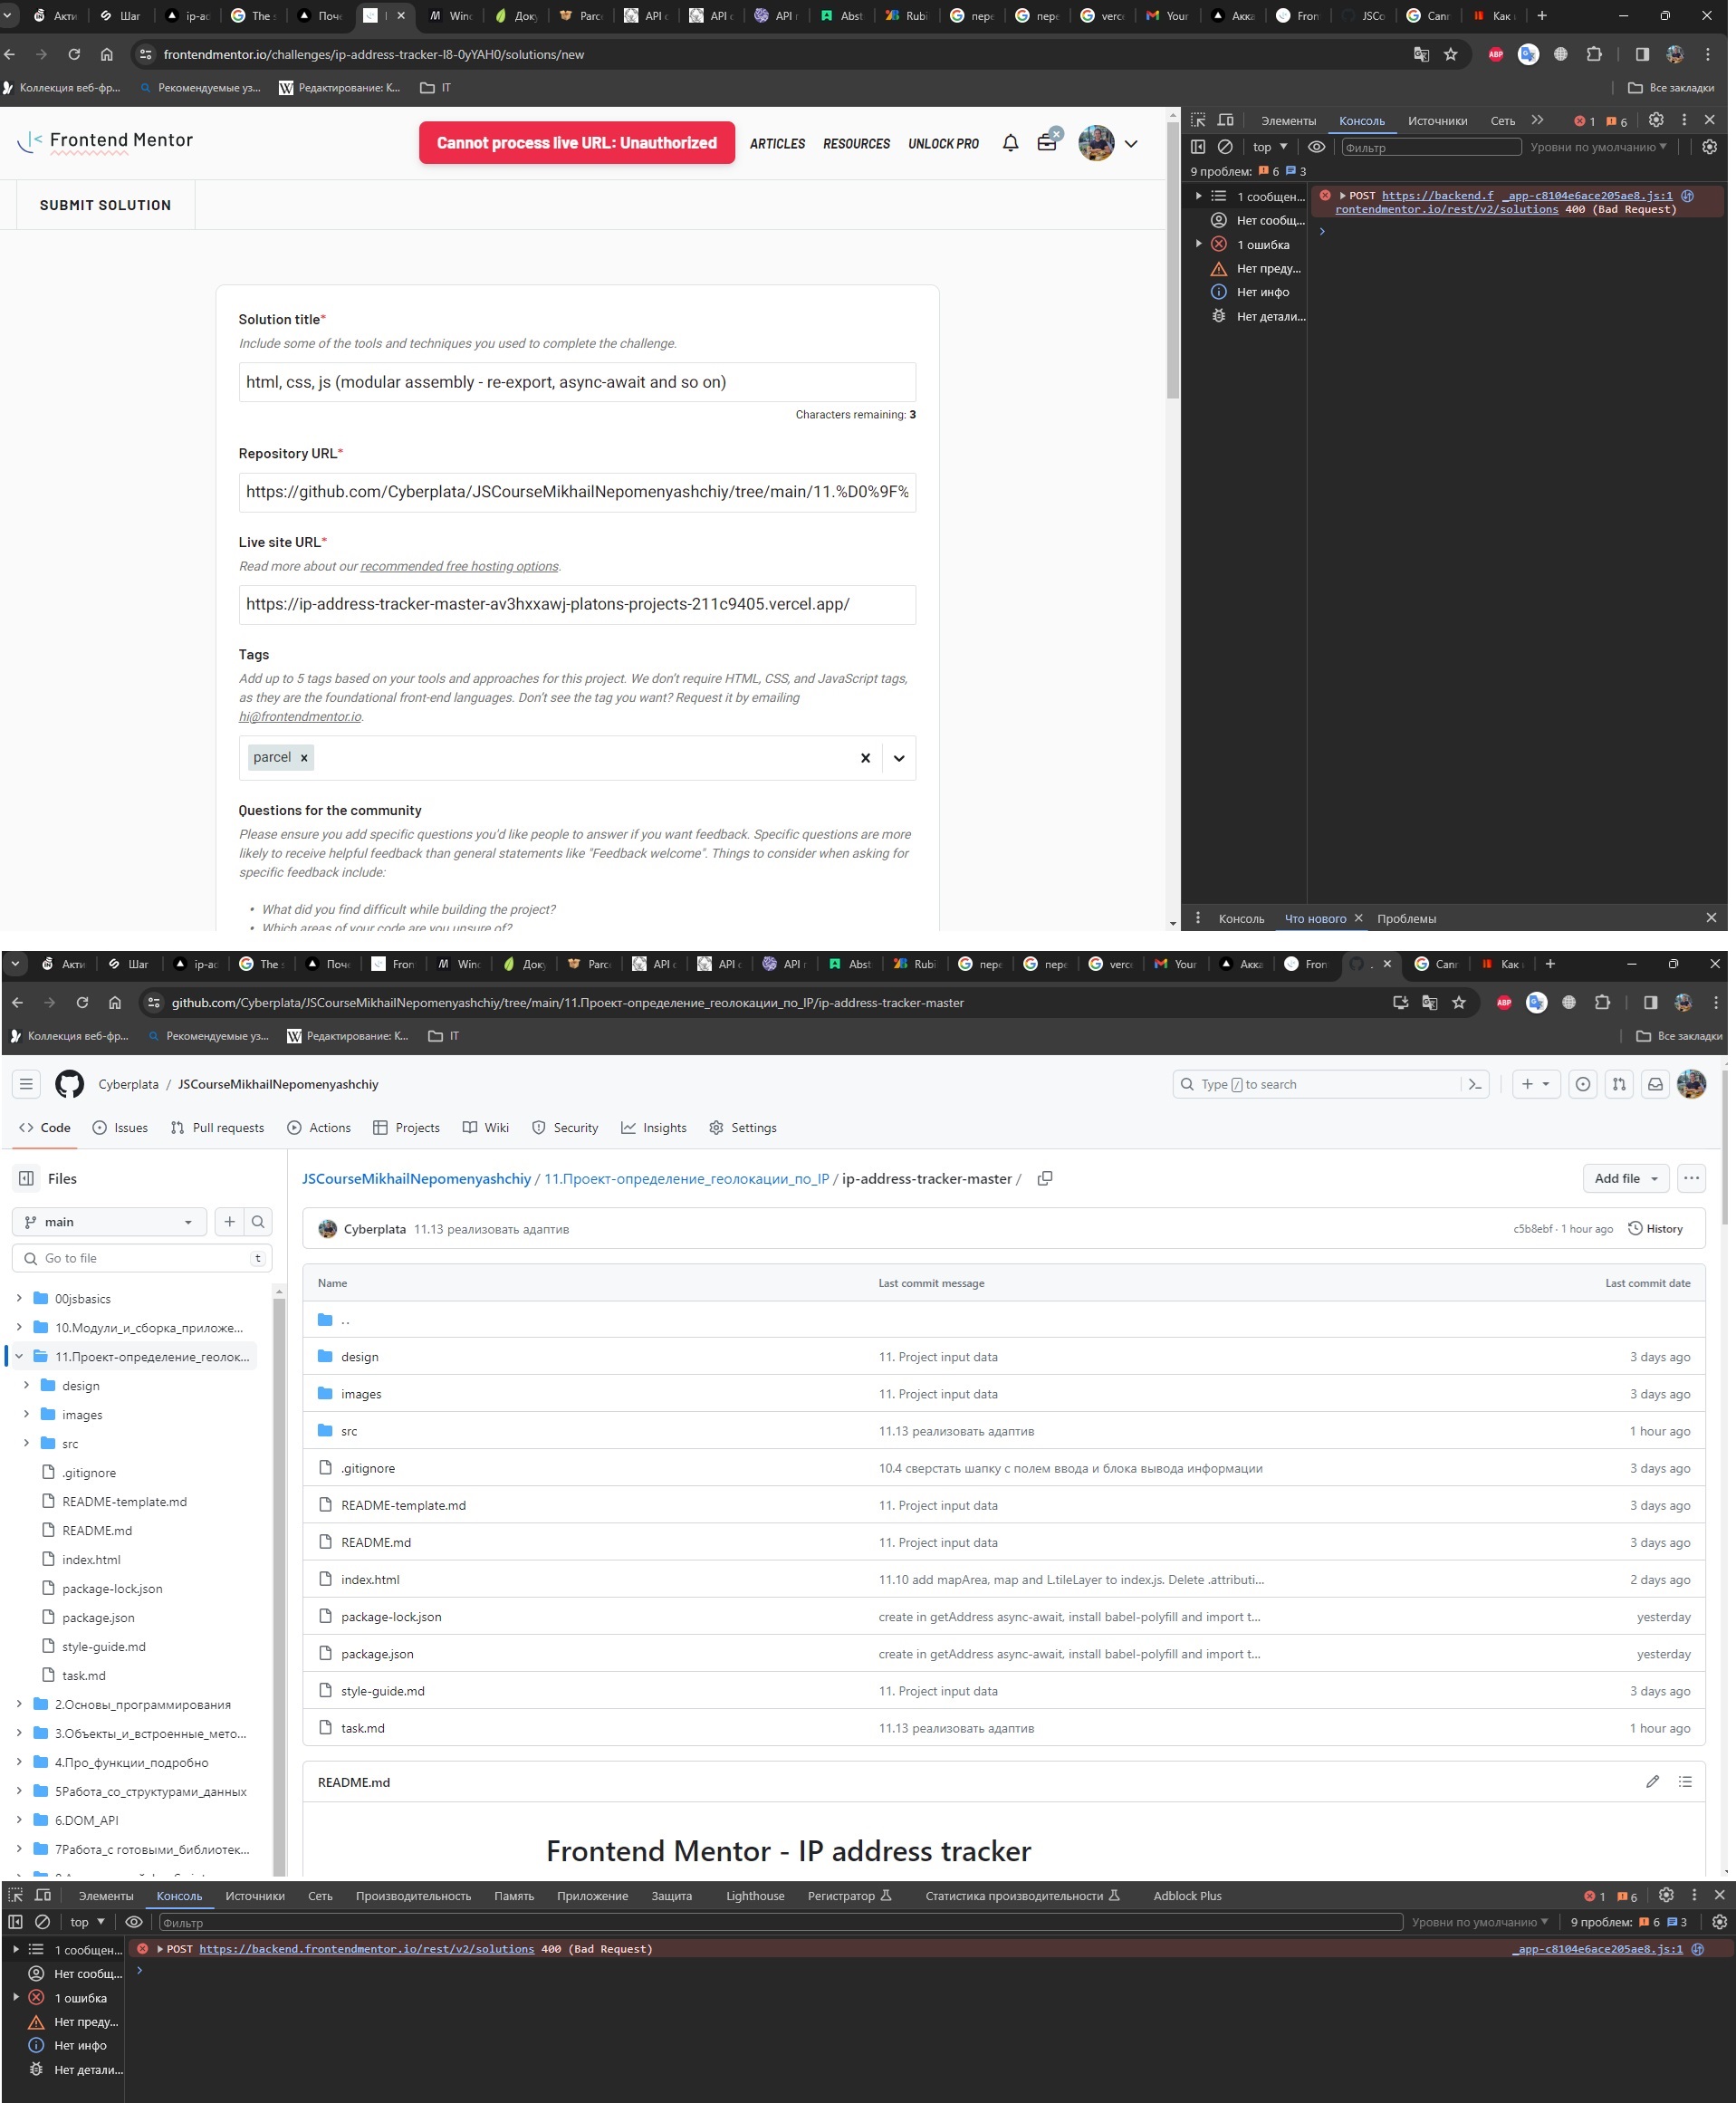 Акти
Шаг
ip-ad
The s
Поч
Wind
Доку
Parce
API c
API c
API r
Abst
Rubi
пере
пере
verce
Your
Акка
Fron
JSCo
Canr
Как
frontendmentor.io/challenges/ip-address-tracker-I8-0yYAH0/solutions/new
Коллекция веб-фр...
Рекомендуемые уз...
Редактирование: К...
IT
Все закладки
Frontend Mentor
Cannot process live URL: Unauthorized
ARTICLES
RESOURCES
UNLOCK PRO
SUBMIT SOLUTION
Solution title*
Include some of the tools and techniques you used to complete the challenge.
html, css, js (modular assembly - re-export, async-await and so on)
Characters remaining: 3
Repository URL*
https://github.com/Cyberplata/JSCourseMikhailNepomenyashchiy/tree/main/11.%D0%9F%
Live site URL*
Read more about our recommended free hosting options.
https://ip-address-tracker-master-av3hxxawj-platons-projects-211c9405.vercel.app/
Tags
Add up to 5 tags based on your tools and approaches for this project. We don't require HTML, CSS, and JavaScript tags,
as they are the foundational front-end languages. Don't see the tag you want? Request it by emailing
hi@frontendmentor.io.
parcel
Questions for the community
Please ensure you add specific questions you'd like people to answer if you want feedback. Specific questions are more
likely to receive helpful feedback than general statements like "Feedback welcome". Things to consider when asking for
specific feedback include:
• What did you find difficult while building the project?
• Which areas of your code are you unsure of?
Элементы
Консоль
Источники
Сеть
1
6
top
Фильтр
Уровни по умолчанию
9 проблем: 6 3
1 сообщен...
Нет сообщ...
1 ошибка
Нет преду...
Нет инфо
Нет детали...
POST https://backend.f _app-c8104e6ace205ae8.js:1
rontendmentor.io/rest/v2/solutions 400 (Bad Request)
Консоль
Что нового
Проблемы
Акти
Шаг
ip-ad
The s
Поче
Fron
Wind
Доку
Parce
API c
API c
API r
Abst
Rubi
пере
пере
verce
Your
Акка
Fron
Canr
Как
github.com/Cyberplata/JSCourseMikhailNepomenyashchiy/tree/main/11.Проект-определение_геолокации_по_IP/ip-address-tracker-master
Коллекция веб-фр...
Рекомендуемые уз...
Редактирование: К...
IT
Все закладки
Cyberplata / JSCourseMikhailNepomenyashchiy
Type / to search
Code
Issues
Pull requests
Actions
Projects
Wiki
Security
Insights
Settings
Files
main
Go to file
t
00jsbasics
10.Модули_и_сборка_приложе...
11.Проект-определение_геолок...
design
images
src
.gitignore
README-template.md
README.md
index.html
package-lock.json
package.json
style-guide.md
task.md
2.Основы_программирования
3.Объекты_и_встроенные_мето...
4.Про_функции_подробно
5Работа_со_структурами_данных
6.DOM_API
7Работа_с готовыми_библиотек...
JSCourseMikhailNepomenyashchiy / 11.Проект-определение_геолокации_по_IP / ip-address-tracker-master /
Add file
Cyberplata 11.13 реализовать адаптив
c5b8ebf · 1 hour ago
History
Name Last commit message Last commit date
..
design 11. Project input data 3 days ago
images 11. Project input data 3 days ago
src 11.13 реализовать адаптив 1 hour ago
.gitignore 10.4 сверстать шапку с полем ввода и блока вывода информации 3 days ago
README-template.md 11. Project input data 3 days ago
README.md 11. Project input data 3 days ago
index.html 11.10 add mapArea, map and L.tileLayer to index.js. Delete .attributi... 2 days ago
package-lock.json create in getAddress async-await, install babel-polyfill and import t... yesterday
package.json create in getAddress async-await, install babel-polyfill and import t... yesterday
style-guide.md 11. Project input data 3 days ago
task.md 11.13 реализовать адаптив 1 hour ago
README.md
Frontend Mentor - IP address tracker
Элементы
Консоль
Источники
Сеть
Производительность
Память
Приложение
Защита
Lighthouse
Регистратор
Статистика производительности
Adblock Plus
1
6
top
Фильтр
Уровни по умолчанию
9 проблем: 6 3
1 сообщен...
Нет сообщ...
1 ошибка
Нет преду...
Нет инфо
Нет детали...
POST https://backend.frontendmentor.io/rest/v2/solutions 400 (Bad Request)
_app-c8104e6ace205ae8.js:1